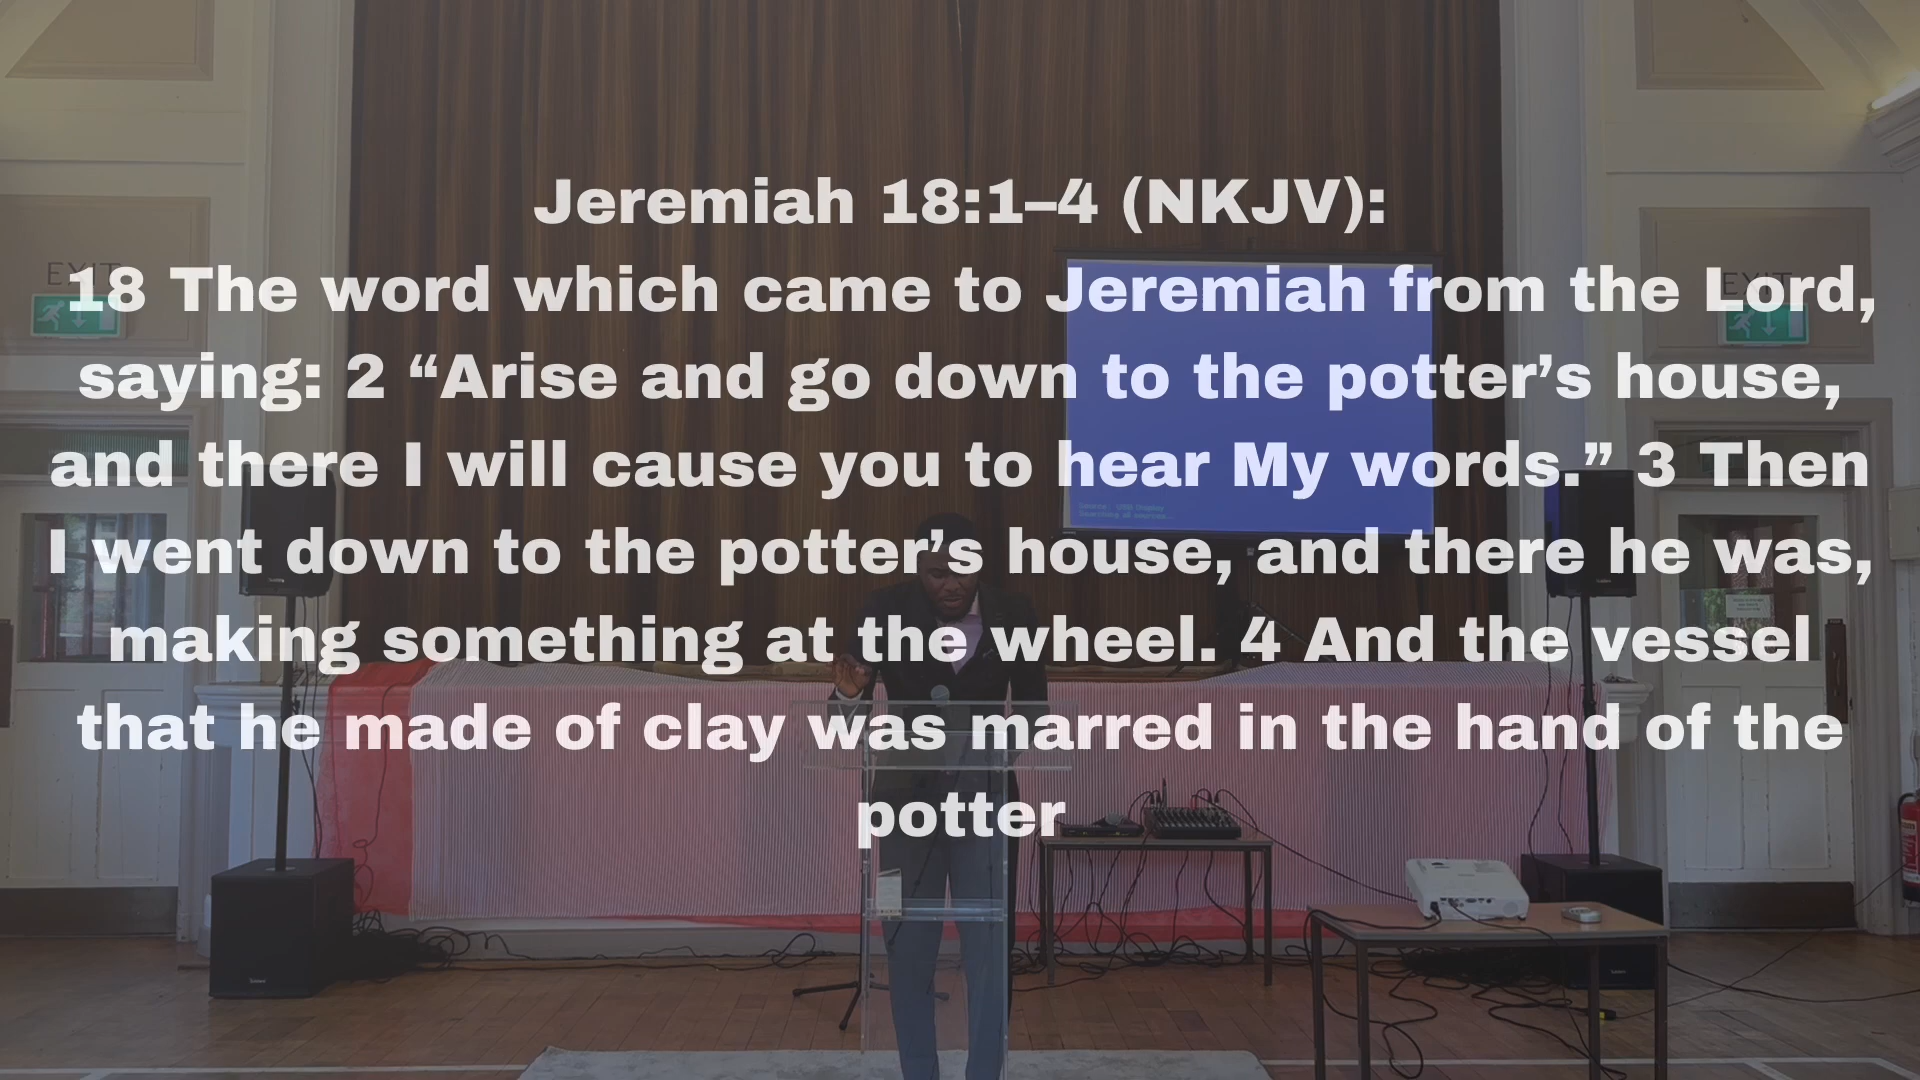 Jeremiah 18:1–4 (NKJV):
18 The word which came to Jeremiah from the Lord,
saying: 2 “Arise and go down to the potter’s house,
and there I will cause you to hear My words.” 3 Then
I went down to the potter’s house, and there he was,
making something at the wheel. 4 And the vessel
that he made of clay was marred in the hand of the
potter
EXIT
EXIT